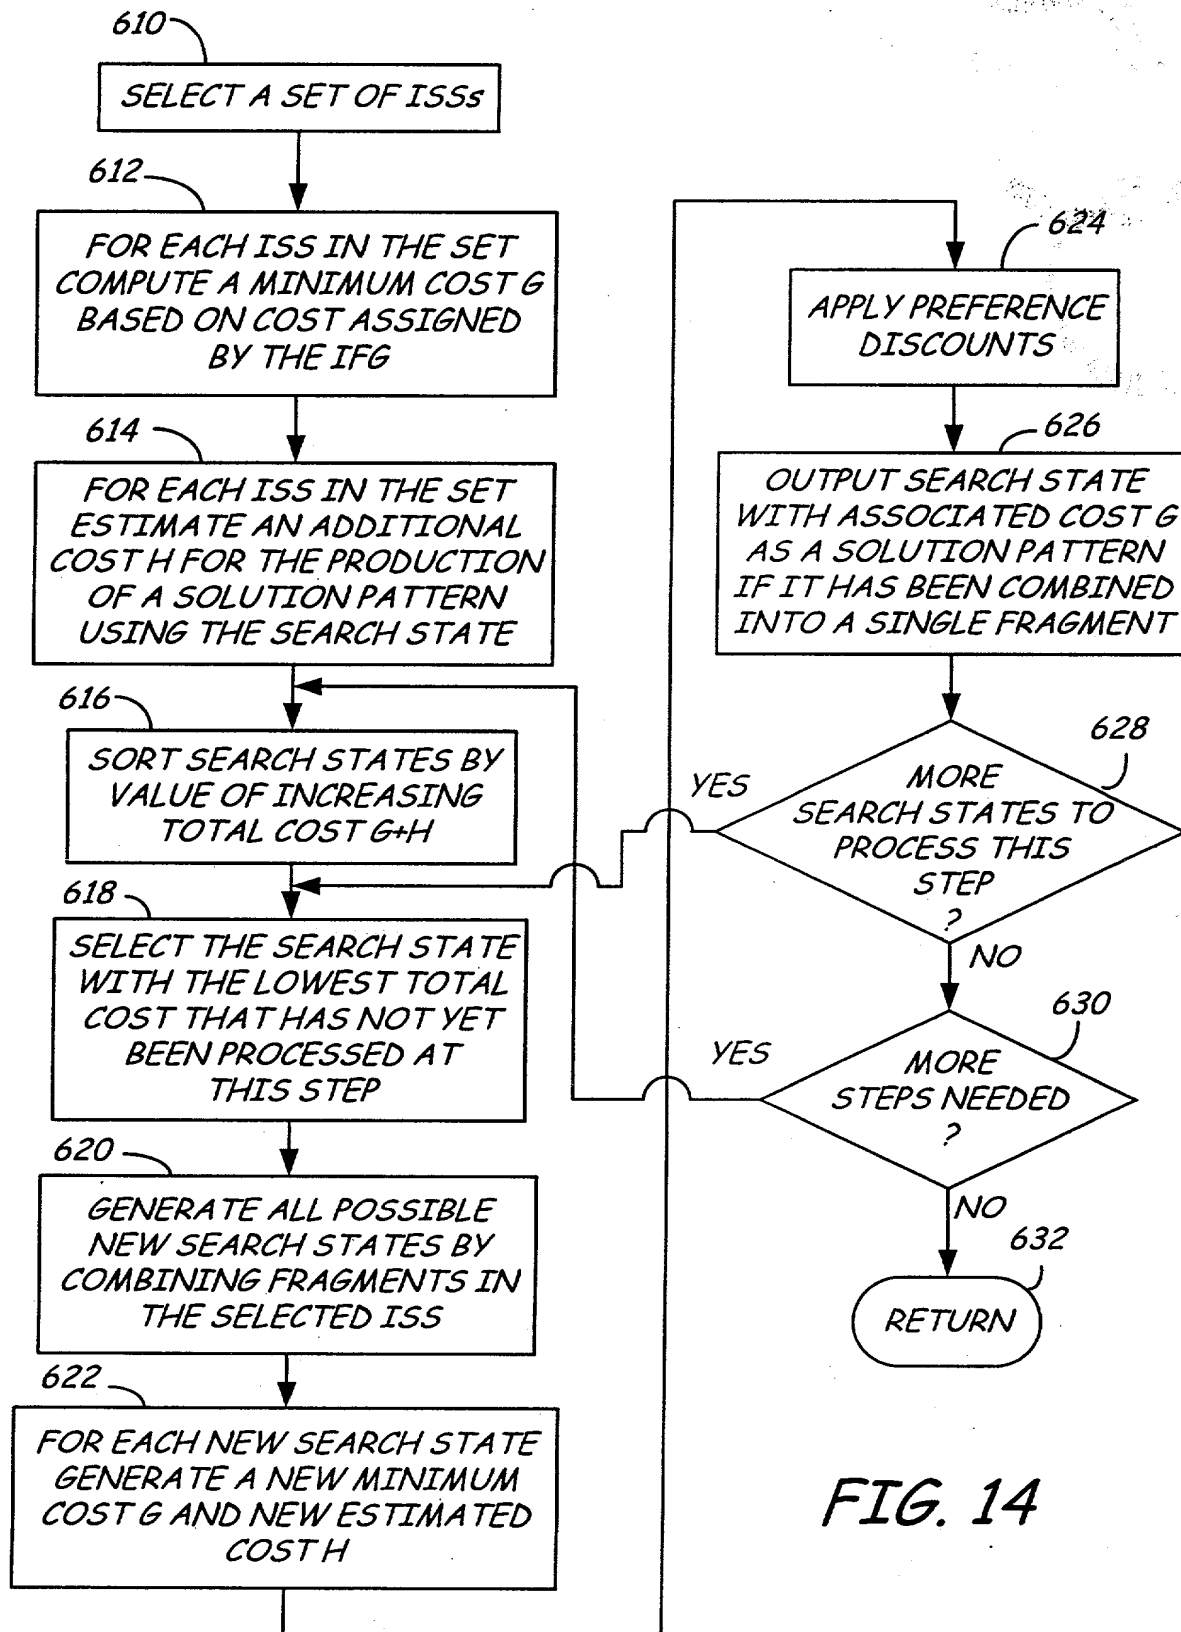 610
SELECT A SET OF ISSs
612
FOR EACH ISS IN THE SET
COMPUTE A MINIMUM COST G
BASED ON COST ASSIGNED
BY THE IFG
614
FOR EACH ISS IN THE SET
ESTIMATE AN ADDITIONAL
COST H FOR THE PRODUCTION
OF A SOLUTION PATTERN
USING THE SEARCH STATE
616
SORT SEARCH STATES BY
VALUE OF INCREASING
TOTAL COST G+H
618
SELECT THE SEARCH STATE
WITH THE LOWEST TOTAL
COST THAT HAS NOT YET
BEEN PROCESSED AT
THIS STEP
620
GENERATE ALL POSSIBLE
NEW SEARCH STATES BY
COMBINING FRAGMENTS IN
THE SELECTED ISS
622
FOR EACH NEW SEARCH STATE
GENERATE A NEW MINIMUM
COST G AND NEW ESTIMATED
COST H
624
APPLY PREFERENCE
DISCOUNTS
626
OUTPUT SEARCH STATE
WITH ASSOCIATED COST G
AS A SOLUTION PATTERN
IF IT HAS BEEN COMBINED
INTO A SINGLE FRAGMENT
628
YES
MORE
SEARCH STATES TO
PROCESS THIS
STEP
?
NO
630
YES
MORE
STEPS NEEDED
?
NO
632
RETURN
FIG. 14